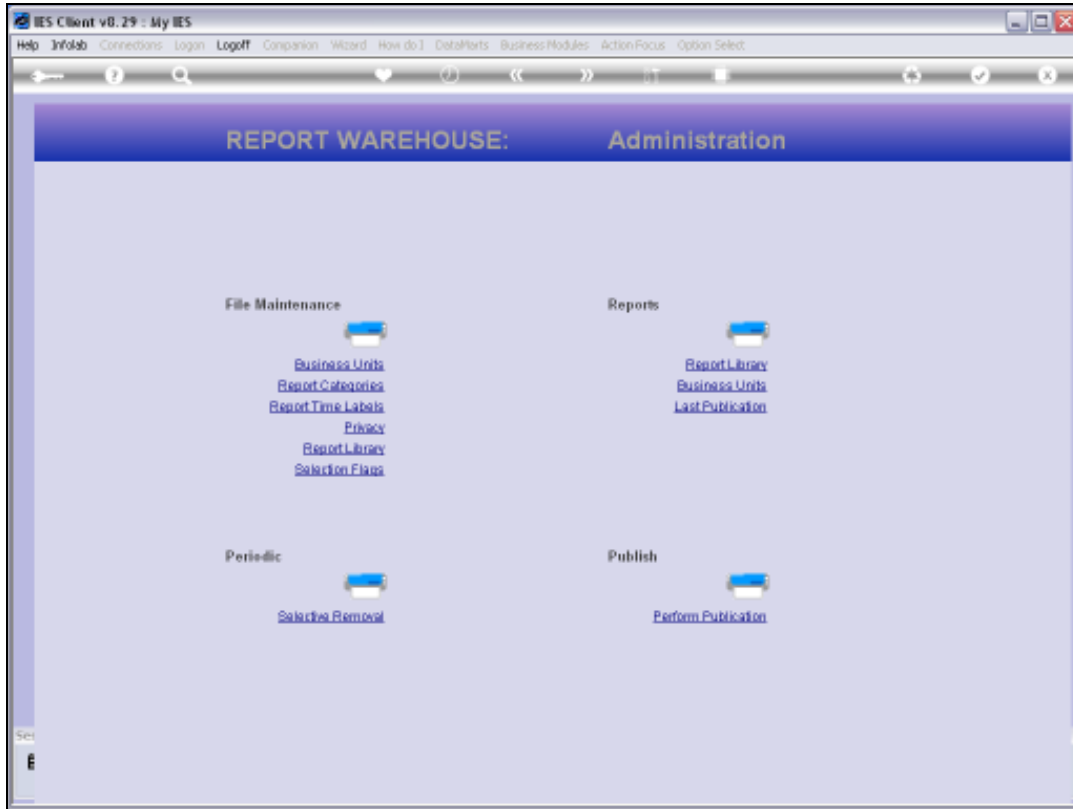 IES Client v8.29 : My IES
Help Infolab Connections Logon Logoff Companion Wizard How do I DataMarts Business Modules Action Focus Option Select
REPORT WAREHOUSE: Administration
File Maintenance
Business Units
Report Categories
Report Time Labels
Privacy
Report Library
Selection Flags
Reports
Report Library
Business Units
Last Publication
Periodic
Selective Removal
Publish
Perform Publication